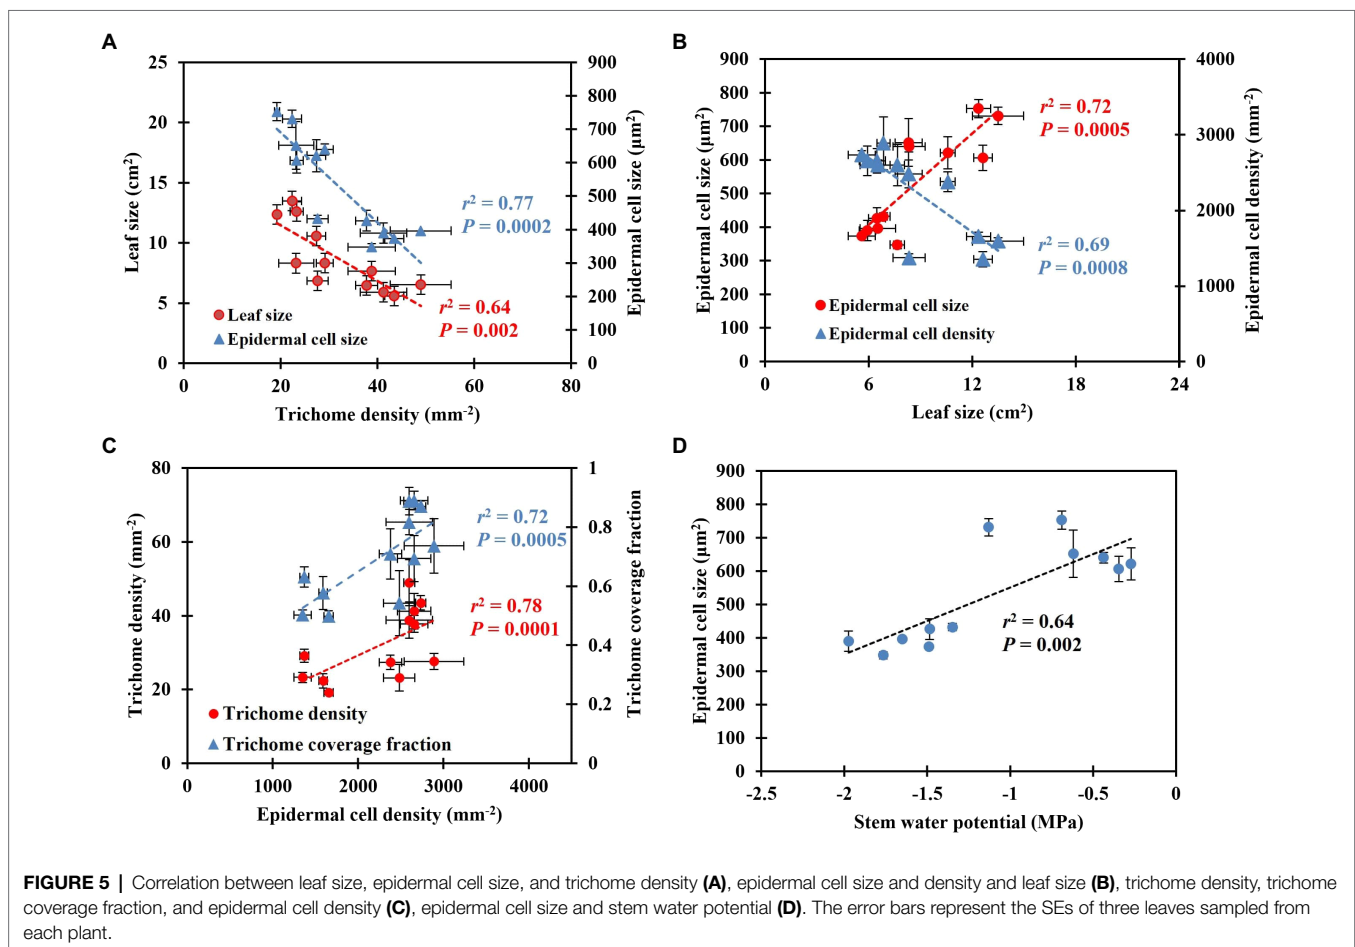 A
25
20
15
10
5
0
Leaf size (cm²)
900
800
700
600
500
400
300
200
100
0
Epidermal cell size (µm²)
r² = 0.77
P = 0.0002
r² = 0.64
P = 0.002
Leaf size
Epidermal cell size
0 20 40 60 80
Trichome density (mm⁻²)
B
900
800
700
600
500
400
300
200
100
0
Epidermal cell size (µm²)
4000
3000
2000
1000
0
Epidermal cell density (mm⁻²)
r² = 0.72
P = 0.0005
r² = 0.69
P = 0.0008
Epidermal cell size
Epidermal cell density
0 6 12 18 24
Leaf size (cm²)
C
80
60
40
20
0
Trichome density (mm⁻²)
1
0.8
0.6
0.4
0.2
0
Trichome coverage fraction
r² = 0.72
P = 0.0005
r² = 0.78
P = 0.0001
Trichome density
Trichome coverage fraction
0 1000 2000 3000 4000
Epidermal cell density (mm⁻²)
D
900
800
700
600
500
400
300
200
100
0
Epidermal cell size (µm²)
r² = 0.64
P = 0.002
-2.5 -2 -1.5 -1 -0.5 0
Stem water potential (MPa)
FIGURE 5 | Correlation between leaf size, epidermal cell size, and trichome density (A), epidermal cell size and density and leaf size (B), trichome density, trichome
coverage fraction, and epidermal cell density (C), epidermal cell size and stem water potential (D). The error bars represent the SEs of three leaves sampled from
each plant.